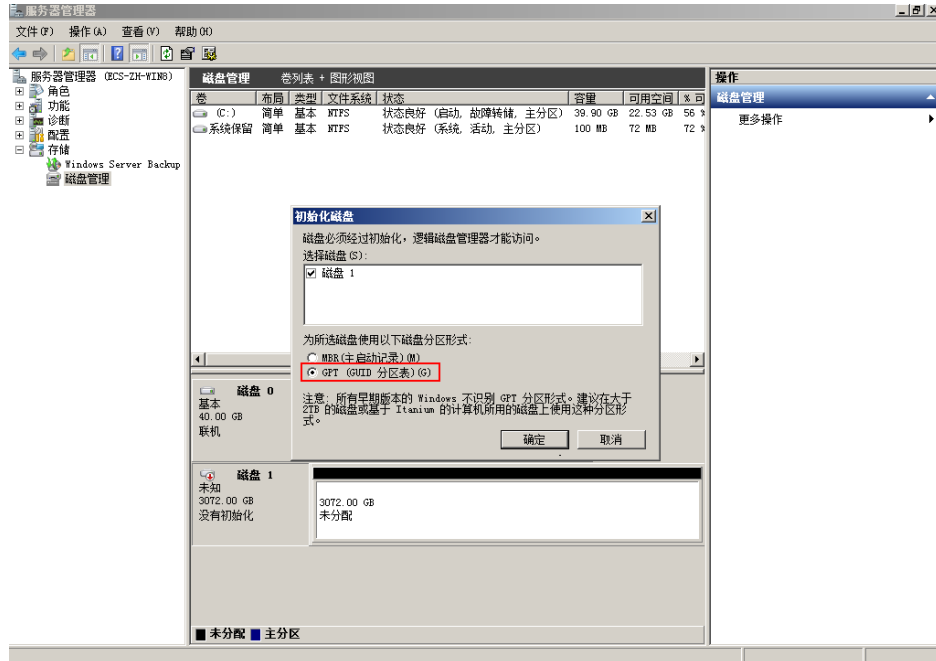 服务器管理器
文件(F) 操作(A) 查看(V) 帮助(H)
服务器管理器 (ECS-ZH-WIN8)
角色
功能
诊断
配置
存储
Windows Server Backup
磁盘管理
磁盘管理 卷列表 + 图形视图
卷 布局 类型 文件系统 状态 容量 可用空间 % 可
(C:) 简单 基本 NTFS 状态良好 (启动, 故障转储, 主分区) 39.90 GB 22.53 GB 56 %
系统保留 简单 基本 NTFS 状态良好 (系统, 活动, 主分区) 100 MB 72 MB 72 %
操作
磁盘管理
更多操作
初始化磁盘
磁盘必须经过初始化，逻辑磁盘管理器才能访问。
选择磁盘(S):
磁盘 1
为所选磁盘使用以下磁盘分区形式:
MBR(主启动记录)(M)
GPT (GUID 分区表)(G)
注意: 所有早期版本的 Windows 不识别 GPT 分区形式。建议在大于
2TB 的磁盘或基于 Itanium 的计算机所用的磁盘上使用这种分区形
式。
确定 取消
磁盘 0
基本
40.00 GB
联机
磁盘 1
未知
3072.00 GB
没有初始化
3072.00 GB
未分配
未分配 主分区